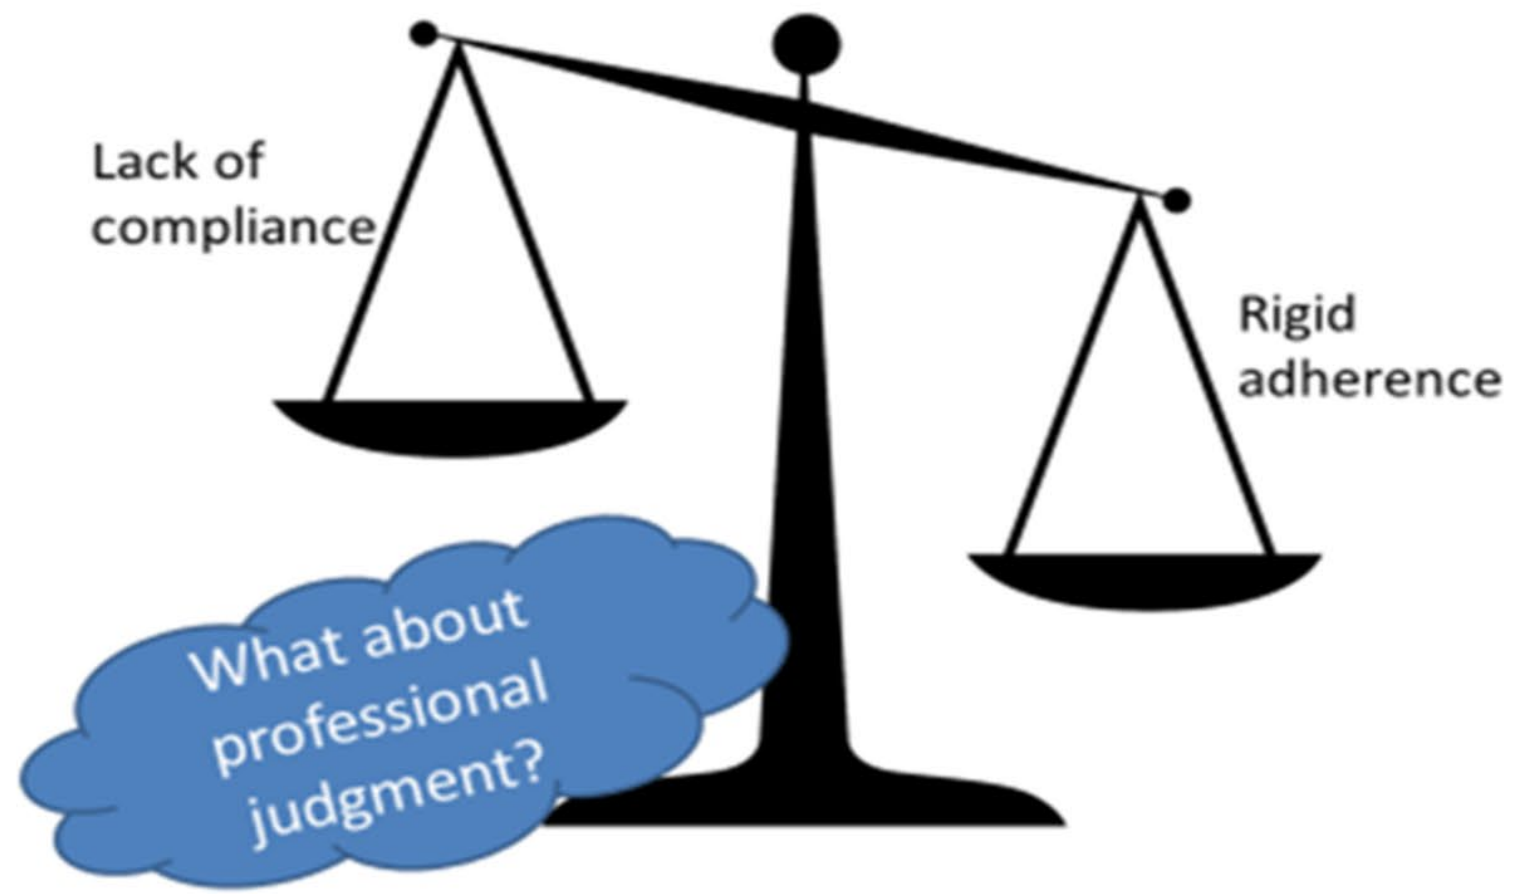 Lack of
compliance
Rigid
adherence
What about
professional
judgment?